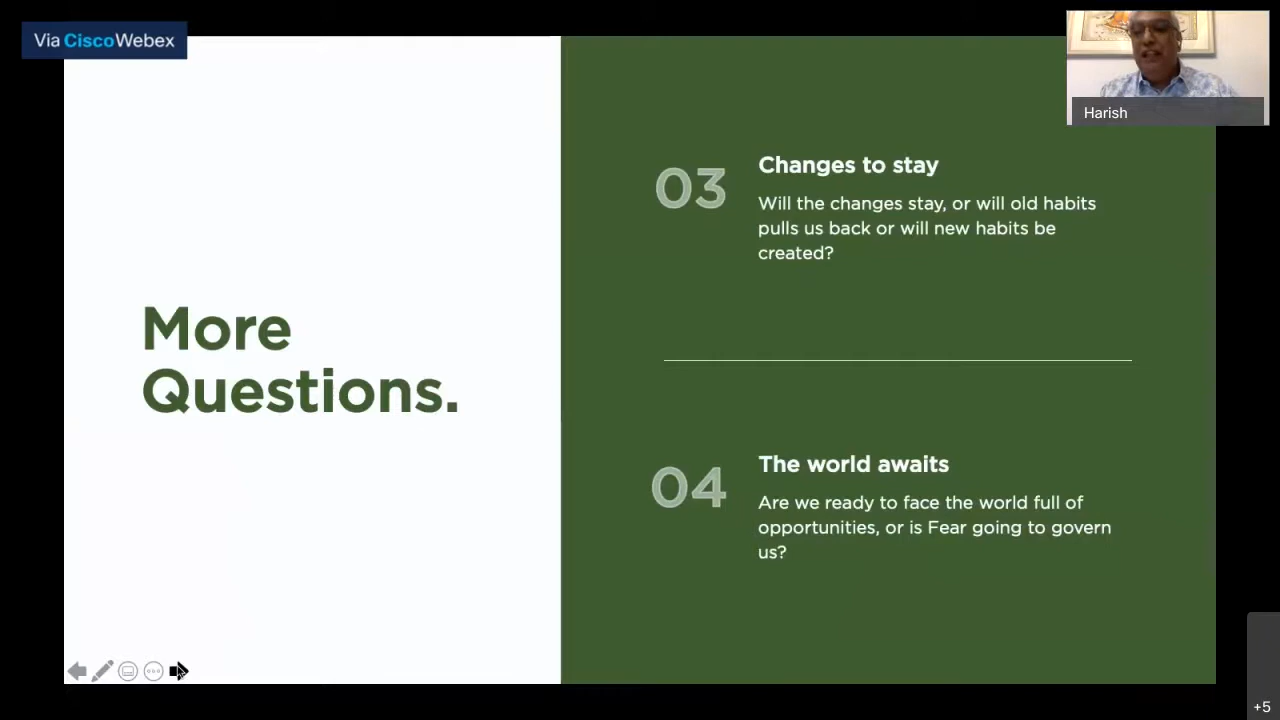 Via CiscoWebex
Harish
03
Changes to stay
Will the changes stay, or will old habits
pulls us back or will new habits be
created?
More
Questions.
04
The world awaits
Are we ready to face the world full of
opportunities, or is Fear going to govern
us?
+5